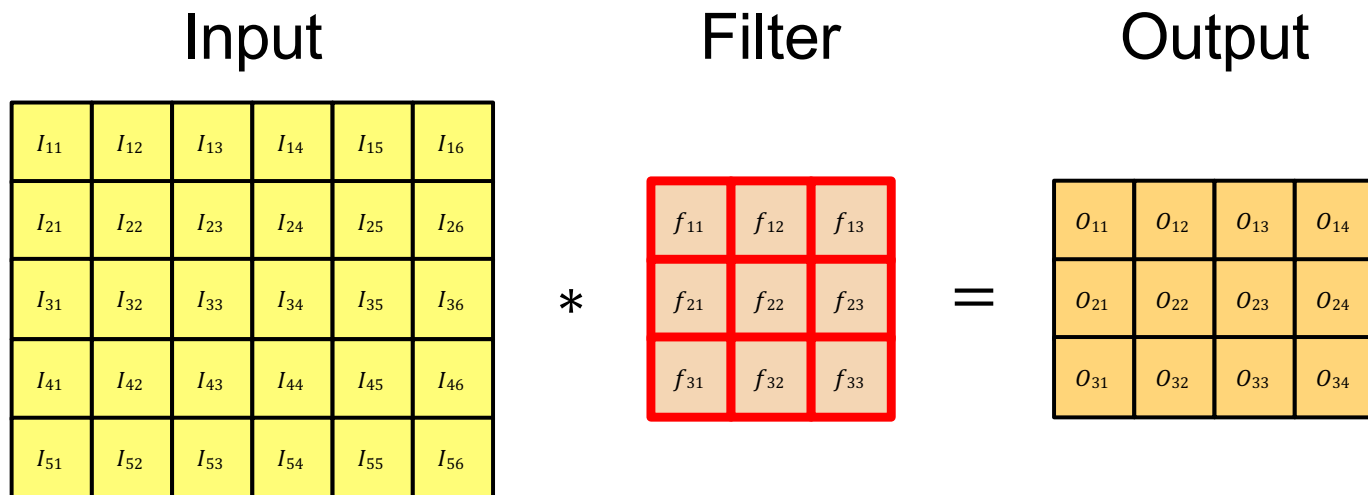 Input Filter Output
I₁₁ I₁₂ I₁₃ I₁₄ I₁₅ I₁₆
I₂₁ I₂₂ I₂₃ I₂₄ I₂₅ I₂₆
I₃₁ I₃₂ I₃₃ I₃₄ I₃₅ I₃₆
I₄₁ I₄₂ I₄₃ I₄₄ I₄₅ I₄₆
I₅₁ I₅₂ I₅₃ I₅₄ I₅₅ I₅₆
*
f₁₁ f₁₂ f₁₃
f₂₁ f₂₂ f₂₃
f₃₁ f₃₂ f₃₃
=
O₁₁ O₁₂ O₁₃ O₁₄
O₂₁ O₂₂ O₂₃ O₂₄
O₃₁ O₃₂ O₃₃ O₃₄